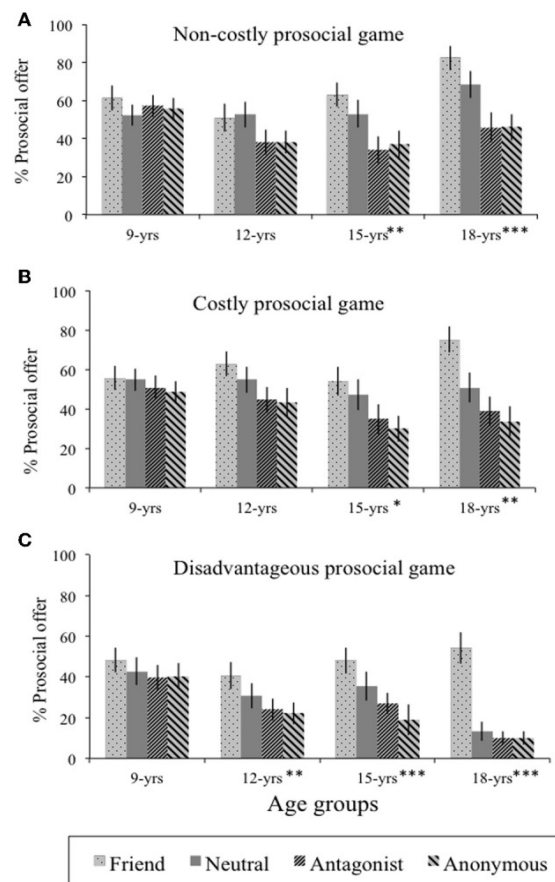 A
Non-costly prosocial game
% Prosocial offer
100
80
60
40
20
0
9-yrs 12-yrs 15-yrs** 18-yrs***
B
Costly prosocial game
% Prosocial offer
100
80
60
40
20
0
9-yrs 12-yrs 15-yrs * 18-yrs**
C
Disadvantageous prosocial game
% Prosocial offer
100
80
60
40
20
0
9-yrs 12-yrs** 15-yrs*** 18-yrs***
Age groups
Friend Neutral Antagonist Anonymous